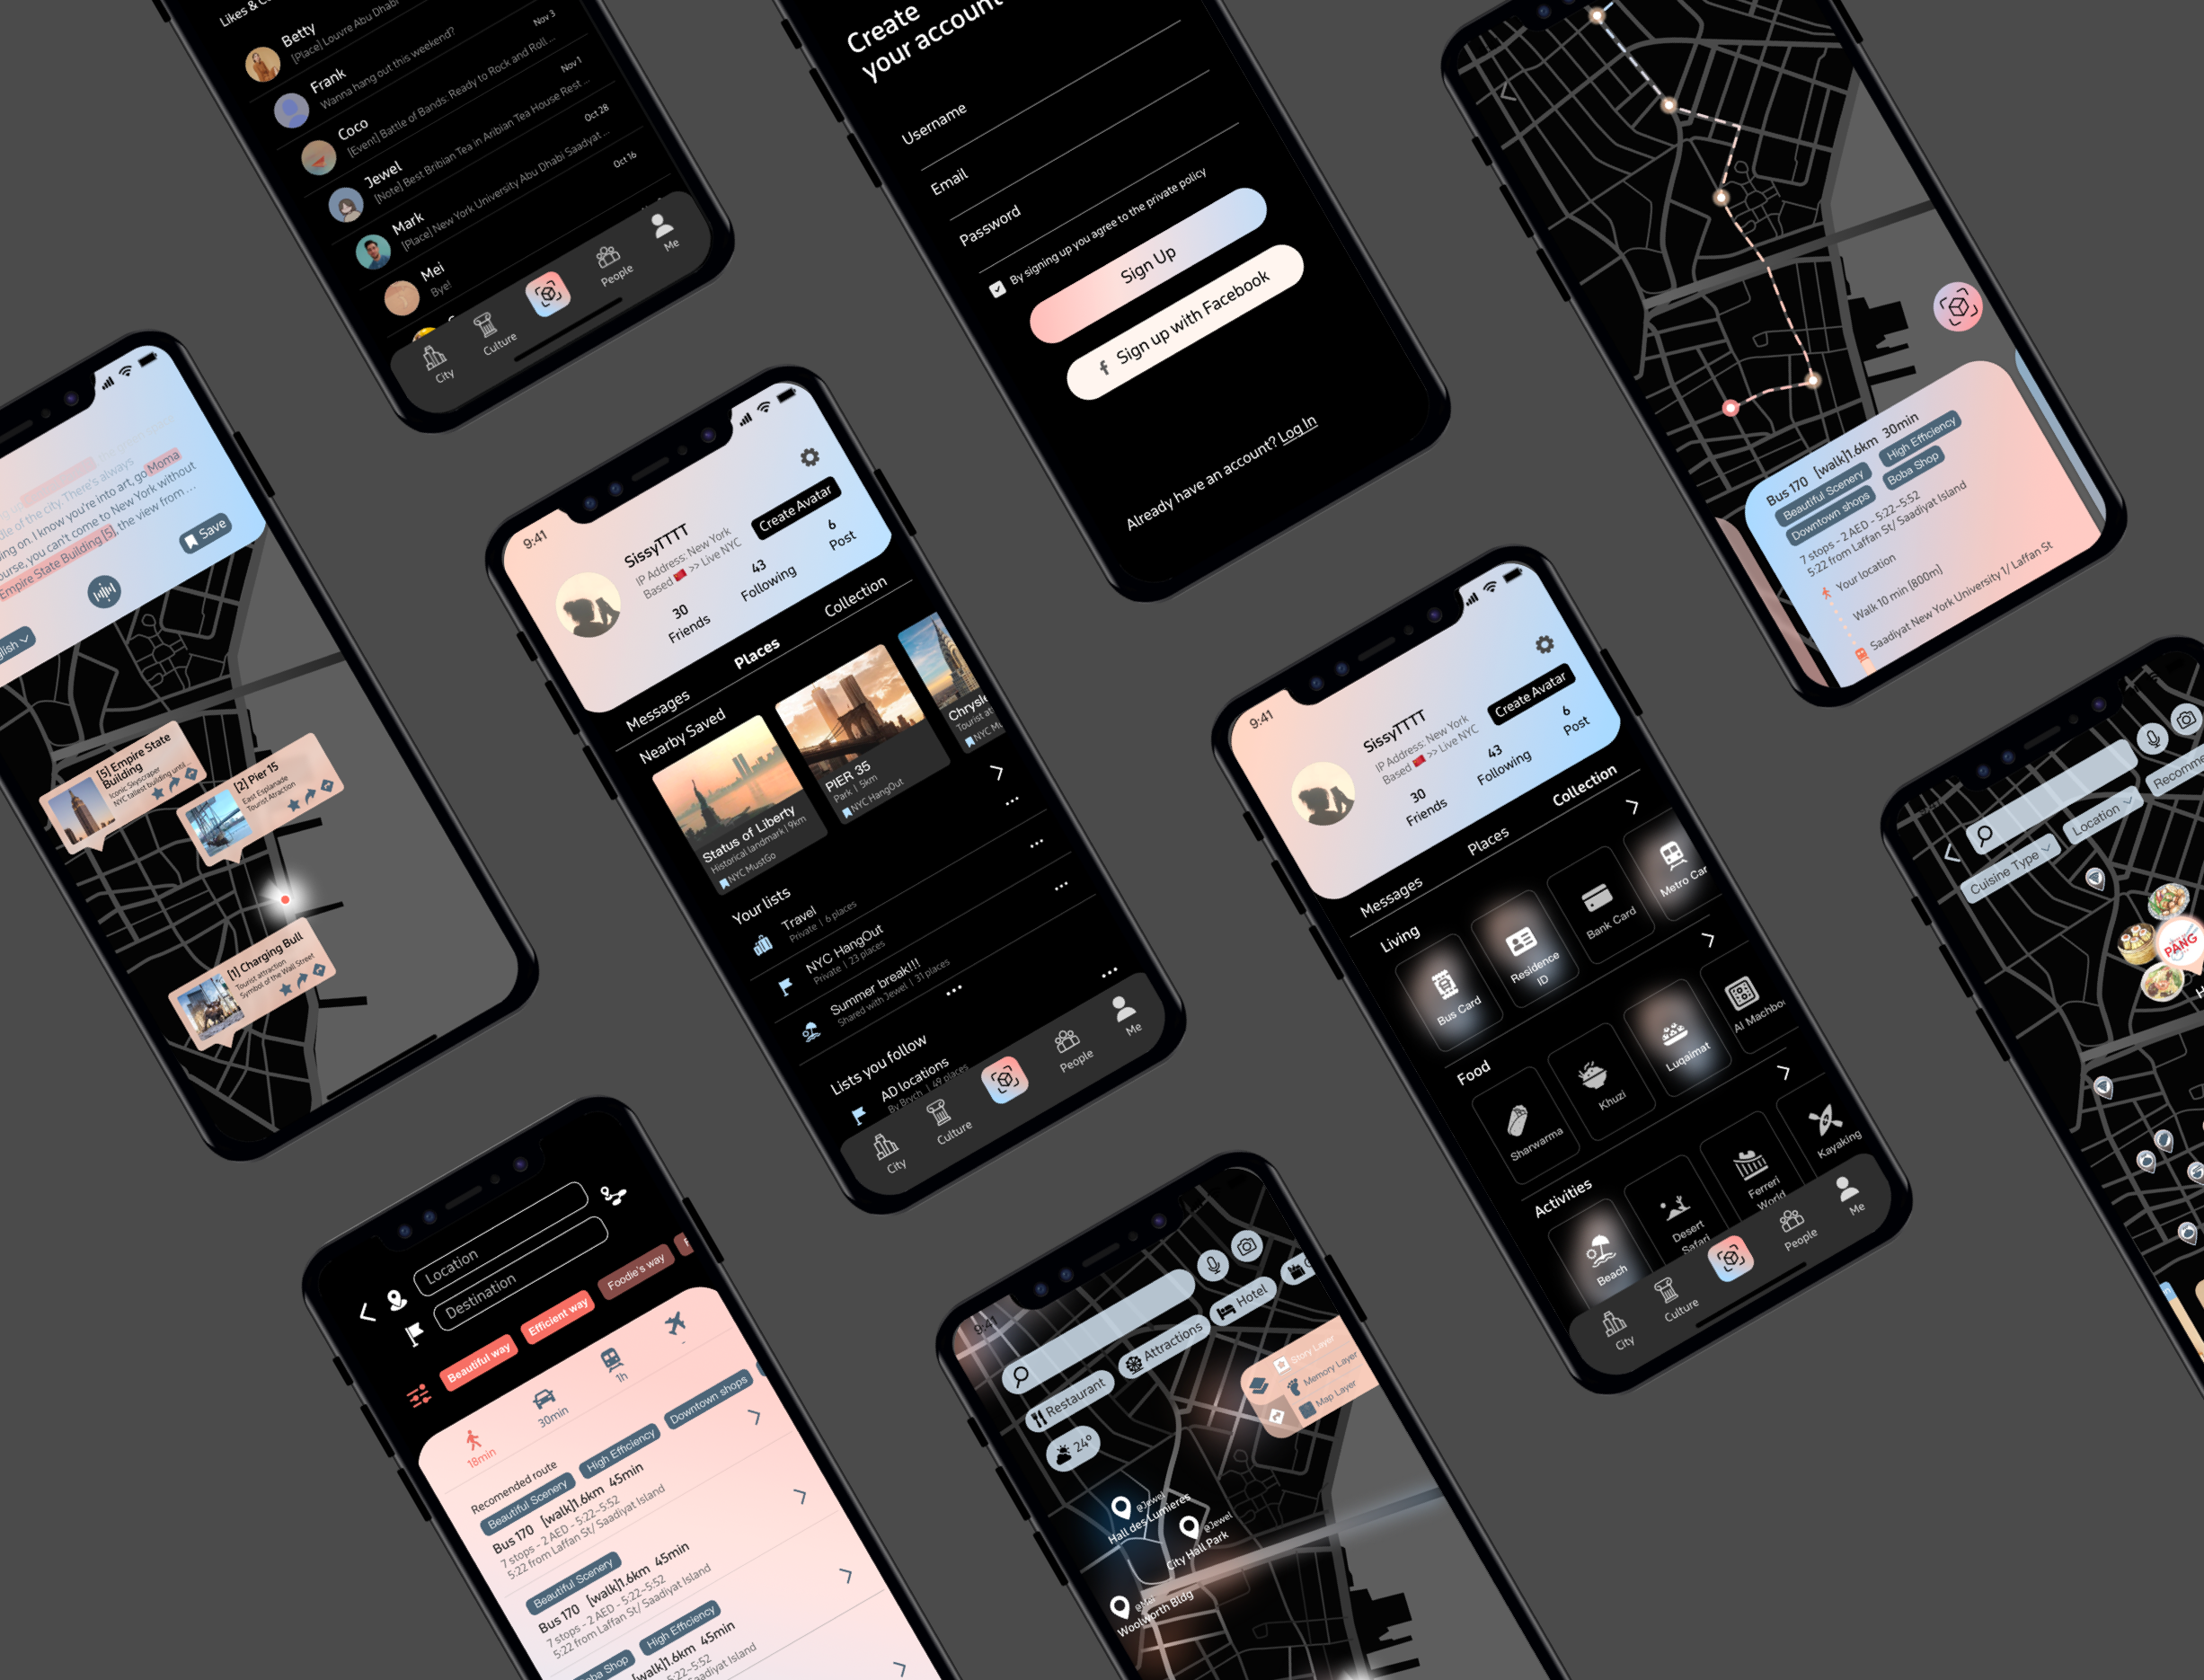 Likes & Co
Betty
[Place] Louvre Abu Dhabi
Nov 3
Frank
Wanna hang out this weekend?
Coco
[Event] Battle of Bands: Ready to Rock and Roll ...
Nov 1
Jewel
[Note] Best Bribian Tea in Aribian Tea House Rest ...
Oct 28
Mark
[Place] New York University Abu Dhabi Saadyat ...
Oct 16
Mei
Bye!
City
Culture
People
Me
Create
your account
Username
Email
Password
By signing up you agree to the private policy
Sign Up
Sign up with Facebook
Already have an account? Log In
Bus 170 [walk]1.6km 30min
Beautiful Scenery
High Efficiency
Downtown shops
Boba Shop
7 stops - 2 AED - 5:22-5:52
5:22 from Laffan St/ Saadiyat Island
Your location
Walk 10 min [800m]
Saadiyat New York University 1/ Laffan St
dle of the city. There's always
ing on. I know you're into art, go Moma
ourse, you can't come to New York without
Empire State Building [5], the view from ...
Save
glish
[5] Empire State
Building
Iconic Skyscraper
NYC tallest building until...
[2] Pier 15
East Esplanade
Tourist Atraction
[1] Charging Bull
Tourist attraction
Symbol of the Wall Street
9:41
SissyTTTT
IP Address: New York
Based 🇨🇳 >> Live NYC
Create Avatar
30
Friends
43
Following
6
Post
Messages
Places
Collection
Nearby Saved
Status of Liberty
Historical landmark | 9km
NYC MustGo
PIER 35
Park | 5km
NYC HangOut
Chrysle
Tourist at
NYC M
Your lists
Travel
Private | 6 places
NYC HangOut
Private | 23 places
Summer break!!!
Shared with Jewel | 31 places
Lists you follow
AD locations
By Brych | 49 places
City
Culture
People
Me
9:41
SissyTTTT
IP Address: New York
Based 🇨🇳 >> Live NYC
Create Avatar
30
Friends
43
Following
6
Post
Messages
Places
Collection
Living
Bus Card
Residence
ID
Bank Card
Metro Car
Food
Sharwarma
Khuzi
Luqaimat
Al Machbo
Activities
Beach
Desert
Safari
Ferreri
World
Kayaking
City
Culture
People
Me
Cuisine Type
Location
Recomme
PANG
Location
Destination
Beautiful way
Efficient way
Foodie's way
18min
30min
1h
-
Recomended route
Beautiful Scenery
High Efficiency
Downtown shops
Bus 170 [walk]1.6km 45min
7 stops - 2 AED - 5:22-5:52
5:22 from Laffan St/ Saadiyat Island
Beautiful Scenery
Bus 170 [walk]1.6km 45min
7 stops - 2 AED - 5:22-5:52
5:22 from Laffan St/ Saadiyat Island
oba Shop
High Efficiency
[walk]1.6km 45min
5:22-5:52
aadiyat Island
9:41
Restaurant
Attractions
Hotel
24°
Story Layer
Memory Layer
Map Layer
@Jewel
Hall des Lumieres
@Jewel
City Hall Park
@Mei
Woolworth Bldg